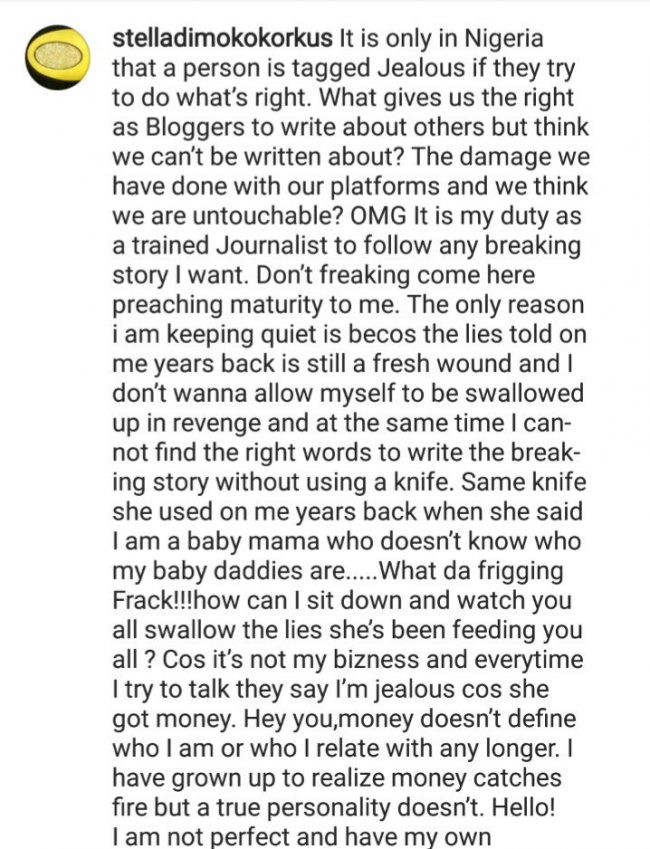 stelladimokokorkus It is only in Nigeria
that a person is tagged Jealous if they try
to do what's right. What gives us the right
as Bloggers to write about others but think
we can't be written about? The damage we
have done with our platforms and we think
we are untouchable? OMG It is my duty as
a trained Journalist to follow any breaking
story I want. Don't freaking come here
preaching maturity to me. The only reason
i am keeping quiet is becos the lies told on
me years back is still a fresh wound and I
don't wanna allow myself to be swallowed
up in revenge and at the same time I can-
not find the right words to write the break-
ing story without using a knife. Same knife
she used on me years back when she said
I am a baby mama who doesn't know who
my baby daddies are.....What da frigging
Frack!!!how can I sit down and watch you
all swallow the lies she's been feeding you
all ? Cos it's not my bizness and everytime
I try to talk they say I'm jealous cos she
got money. Hey you,money doesn't define
who I am or who I relate with any longer. I
have grown up to realize money catches
fire but a true personality doesn't. Hello!
I am not perfect and have my own